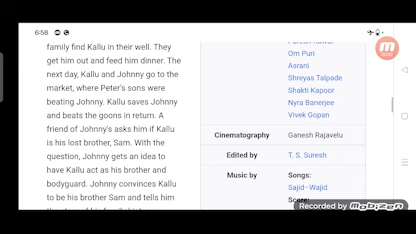 6:58
family find Kallu in their well. They
get him out and feed him dinner. The
next day, Kallu and Johnny go to the
market, where Peter's sons were
beating Johnny. Kallu saves Johnny
and beats the goons in return. A
friend of Johnny's asks him if Kallu
is his lost brother, Sam. With the
question, Johnny gets an idea to
have Kallu act as his brother and
bodyguard. Johnny convinces Kallu
to be his brother Sam and tells him
Paresh Rawal
Om Puri
Asrani
Shreyas Talpade
Shakti Kapoor
Nyra Banerjee
Vivek Gopan
Cinematography Ganesh Rajavelu
Edited by T. S. Suresh
Music by Songs:
Sajid–Wajid
Score:
Recorded by Mobizen